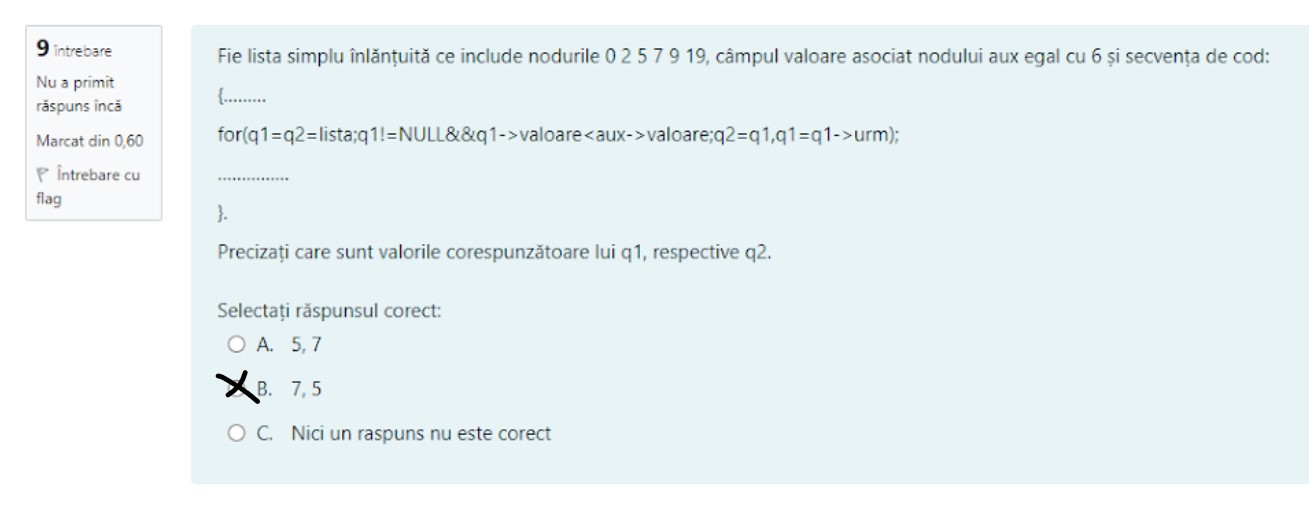 9 întrebare
Nu a primit
răspuns încă
Marcat din 0,60
Întrebare cu
flag
Fie lista simplu înlănțuită ce include nodurile 0 2 5 7 9 19, câmpul valoare asociat nodului aux egal cu 6 și secvența de cod:
{.........
for(q1=q2=lista;q1!=NULL&&q1->valoare<aux->valoare;q2=q1,q1=q1->urm);
...............
}.
Precizați care sunt valorile corespunzătoare lui q1, respective q2.
Selectați răspunsul corect:
A. 5, 7
B. 7, 5
C. Nici un raspuns nu este corect